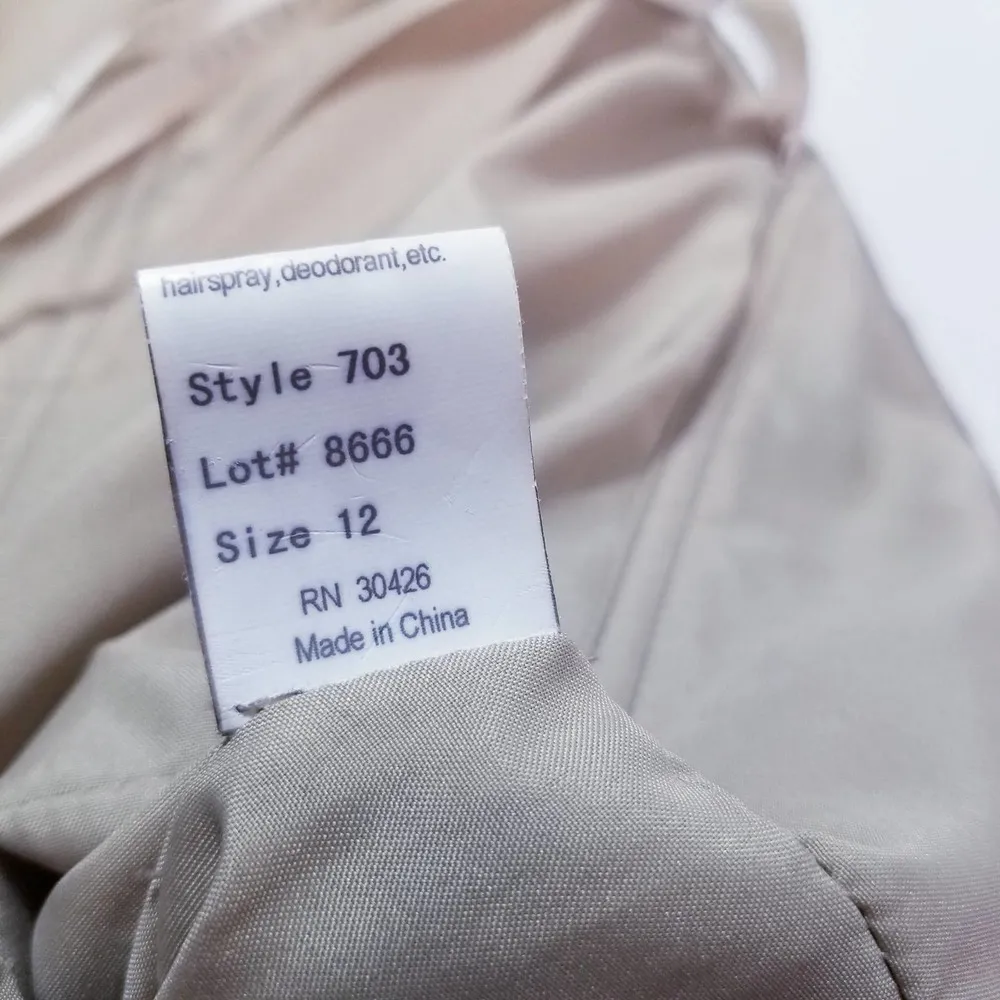 hairspray,deodorant,etc.
Style 703
Lot# 8666
Size 12
RN 30426
Made in China